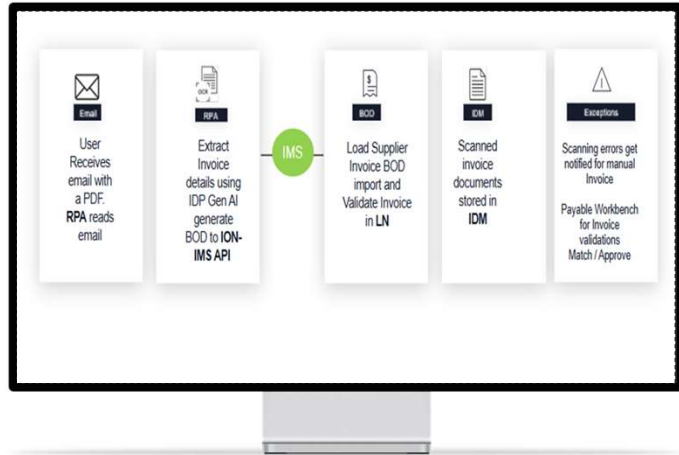 Email
User
Receives
email with
a PDF.
RPA reads
email
OCR
RPA
Extract
Invoice
details using
IDP Gen AI
generate
BOD to ION-
IMS API
IMS
$
BOD
Load Supplier
Invoice BOD
import and
Validate Invoice
in LN
IDM
Scanned
invoice
documents
stored in
IDM
Exceptions
Scanning errors get
notified for manual
Invoice
Payable Workbench
for Invoice
validations
Match / Approve